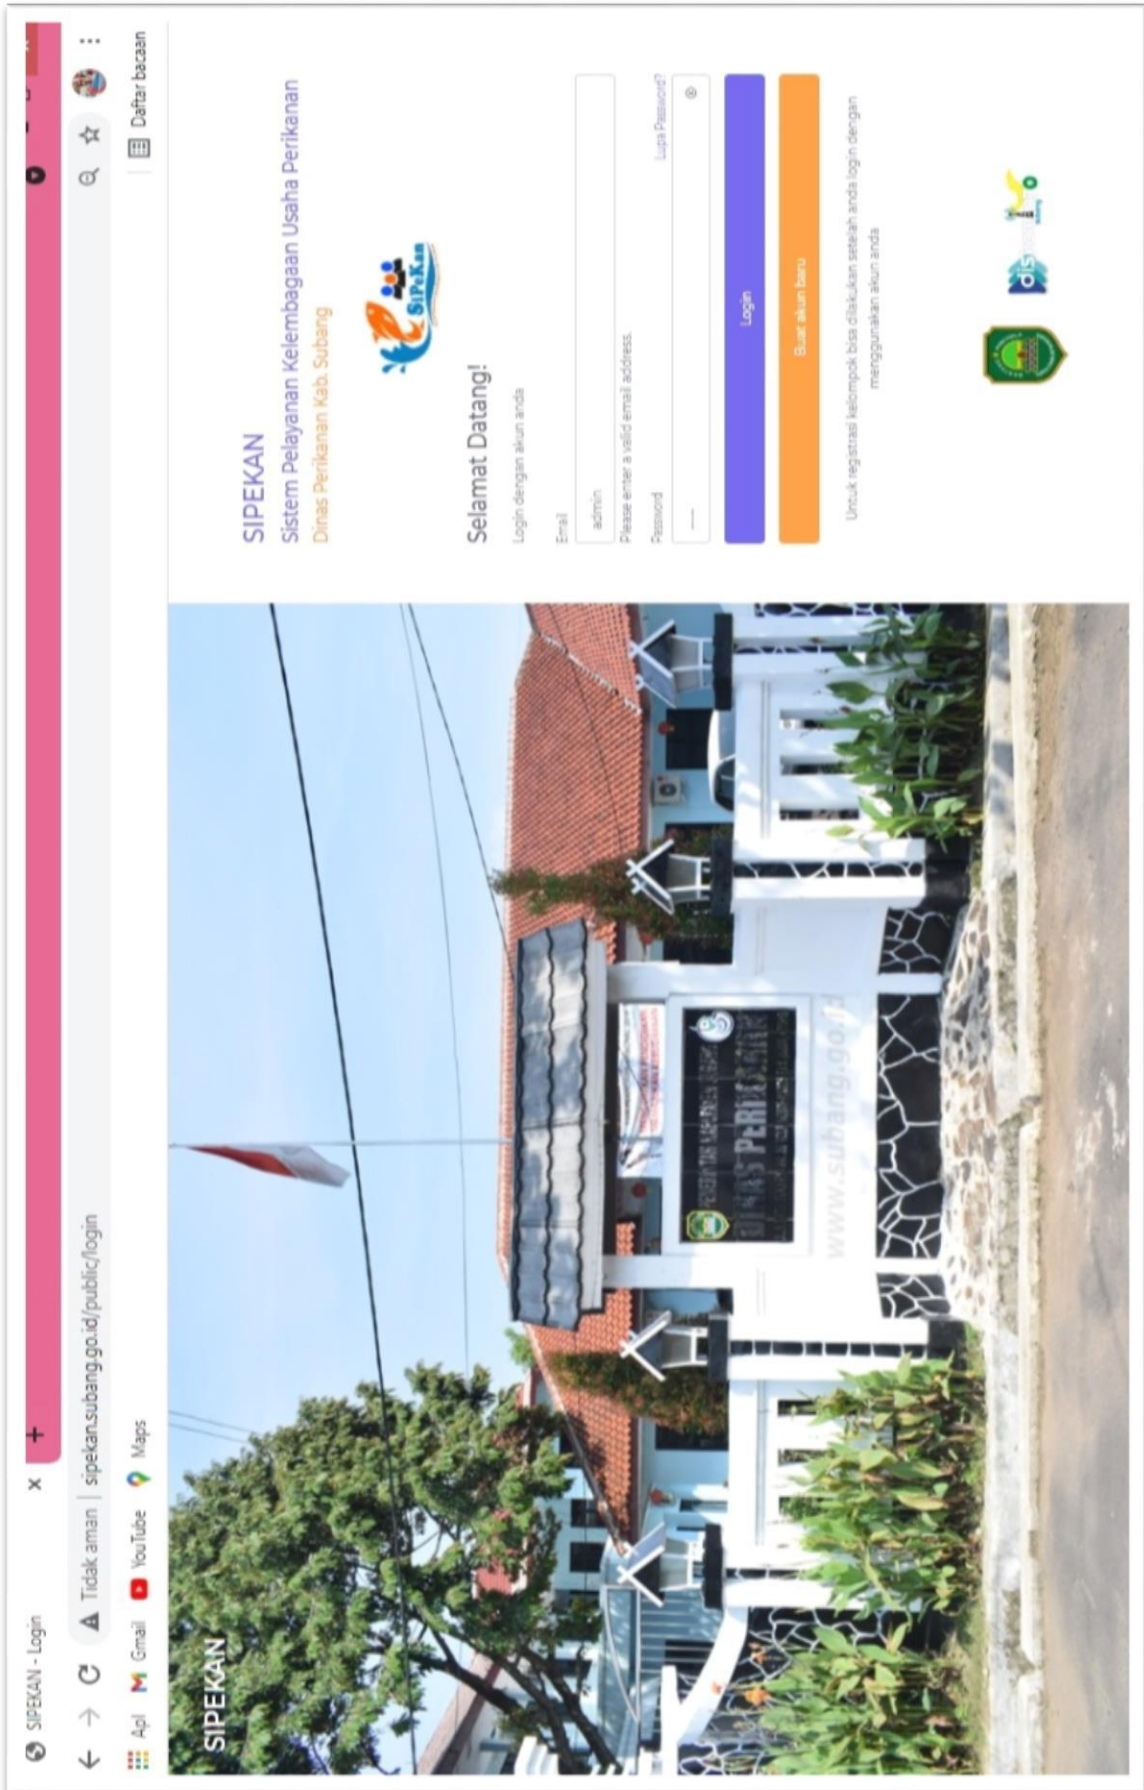 SIPEKAN - Login
Tidak aman | sipekan.subang.go.id/public/login
Apl
Gmail
YouTube
Maps
Daftar bacaan
SIPEKAN
PEMERINTAH KABUPATEN SUBANG
DINAS PERIKANAN
www.subang.go.id
SIPEKAN
Sistem Pelayanan Kelembagaan Usaha Perikanan
Dinas Perikanan Kab. Subang
SiPeKan
Selamat Datang!
Login dengan akun anda
Email
admin
Please enter a valid email address.
Password
Lupa Password?
Login
Buat akun baru
Untuk registrasi kelompok bisa dilakukan setelah anda login dengan
menggunakan akun anda